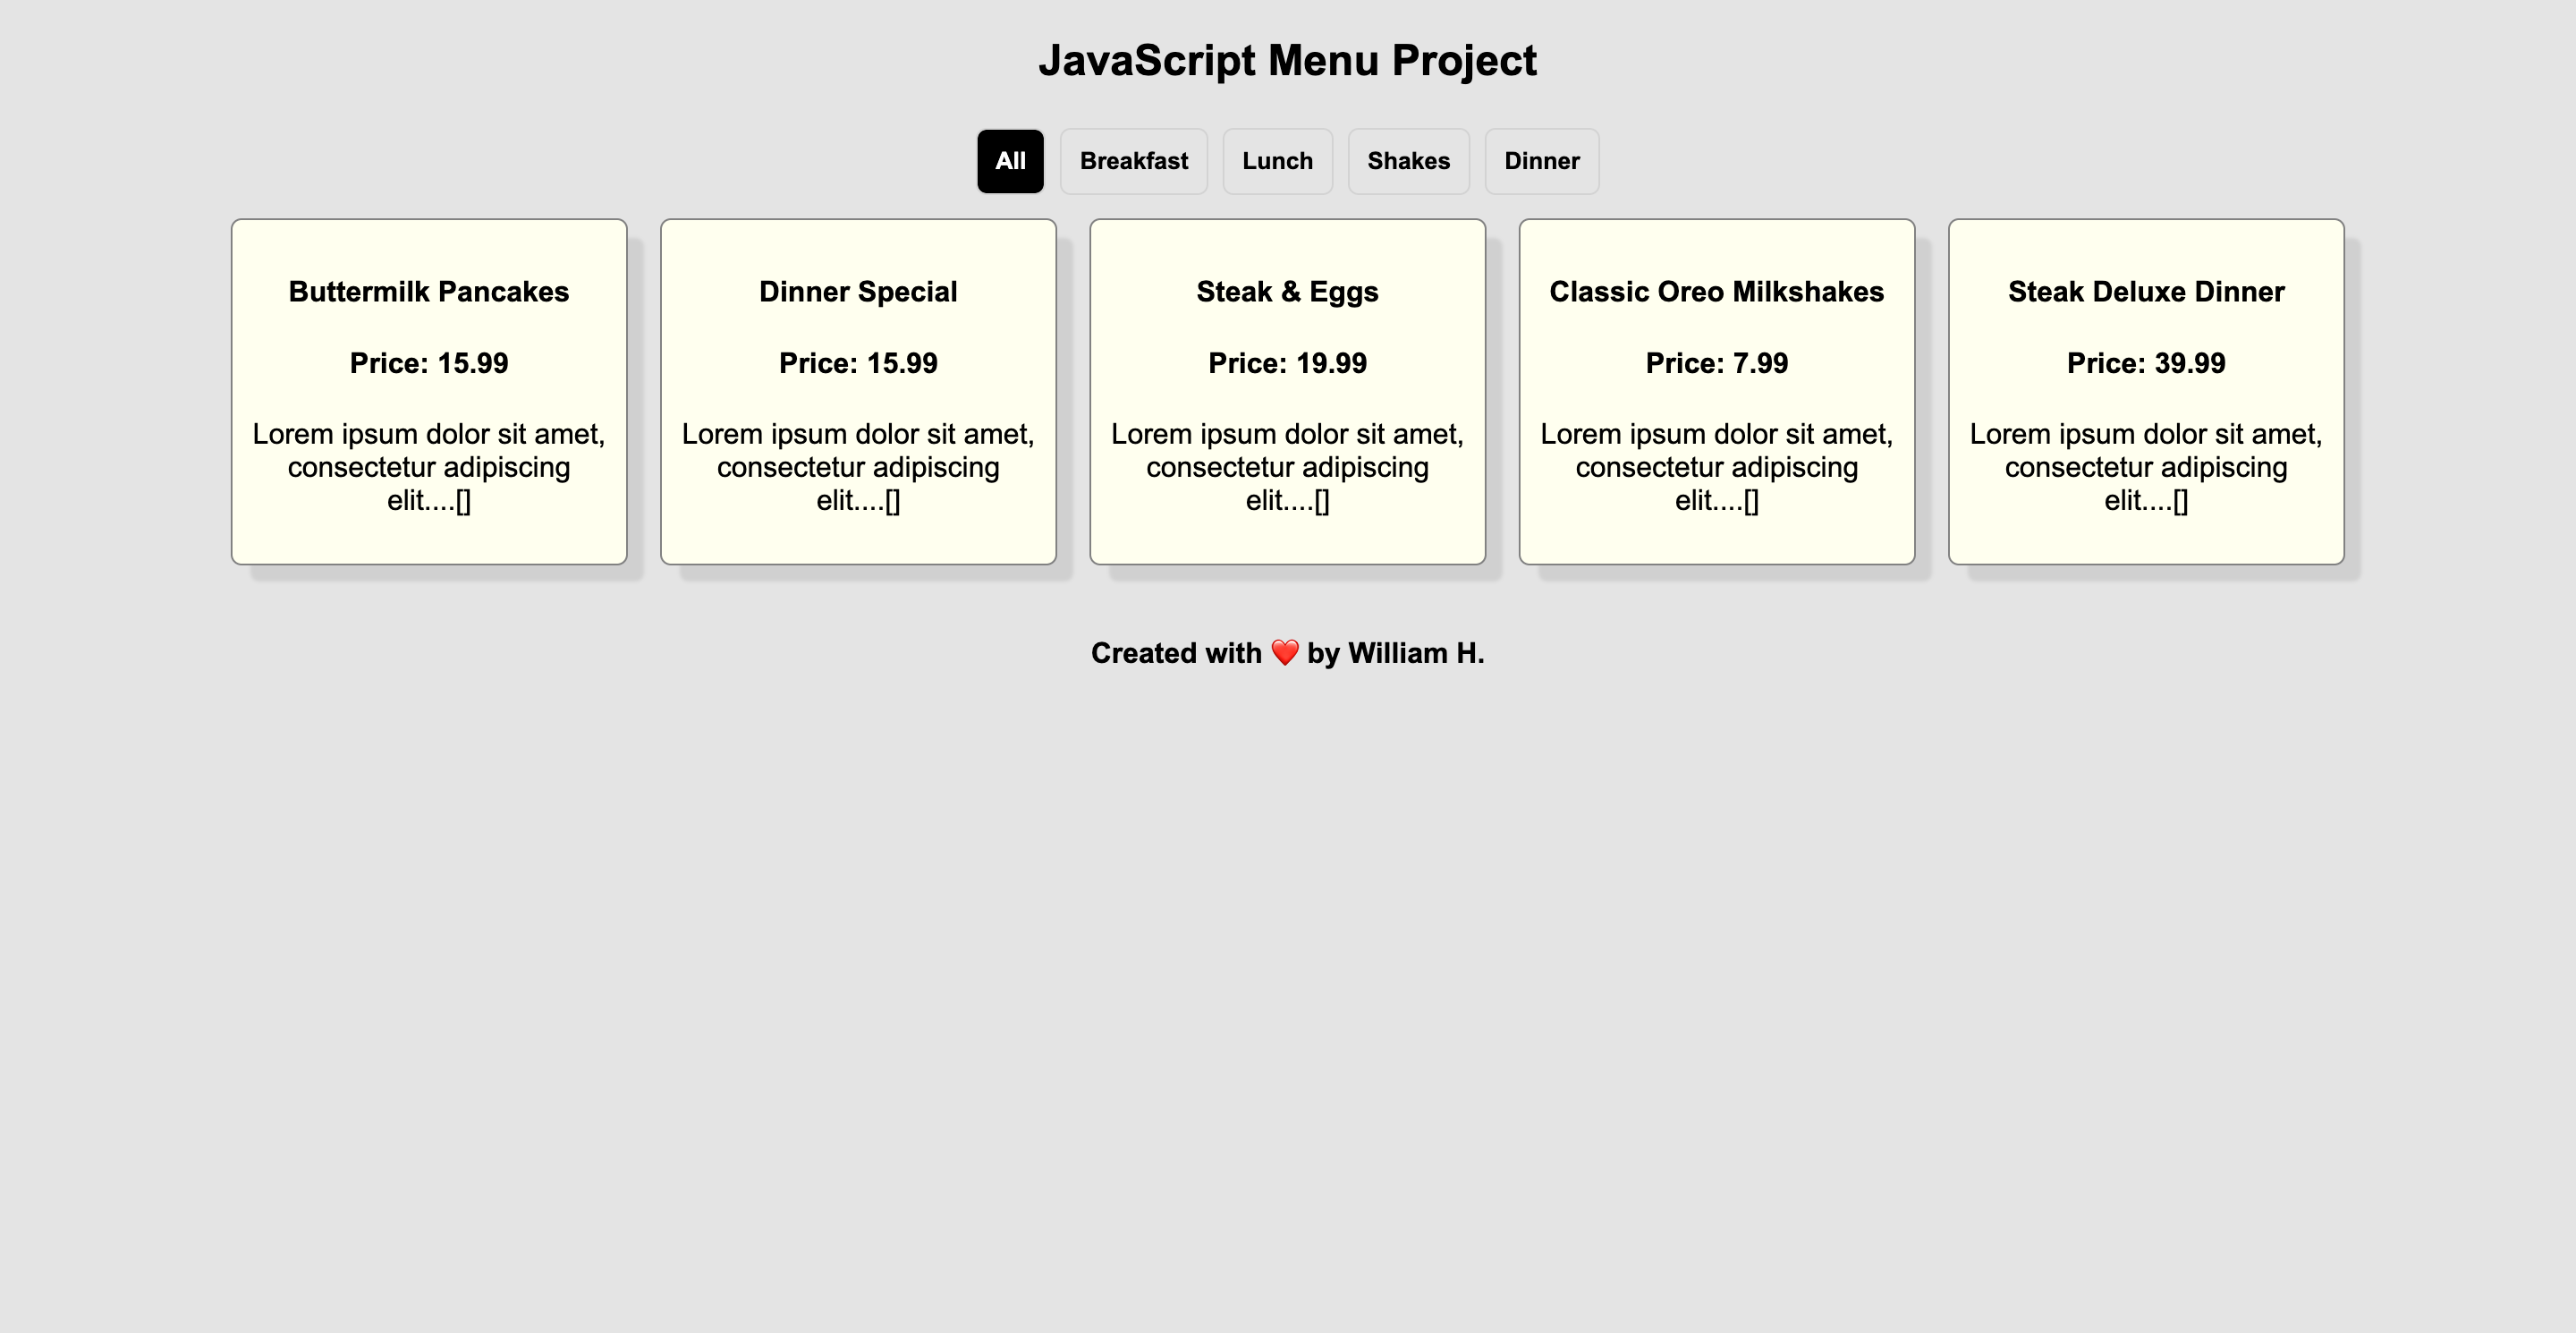 JavaScript Menu Project
All
Breakfast
Lunch
Shakes
Dinner
Buttermilk Pancakes
Price: 15.99
Lorem ipsum dolor sit amet,
consectetur adipiscing
elit....[]
Dinner Special
Price: 15.99
Lorem ipsum dolor sit amet,
consectetur adipiscing
elit....[]
Steak & Eggs
Price: 19.99
Lorem ipsum dolor sit amet,
consectetur adipiscing
elit....[]
Classic Oreo Milkshakes
Price: 7.99
Lorem ipsum dolor sit amet,
consectetur adipiscing
elit....[]
Steak Deluxe Dinner
Price: 39.99
Lorem ipsum dolor sit amet,
consectetur adipiscing
elit....[]
Created with ❤️ by William H.